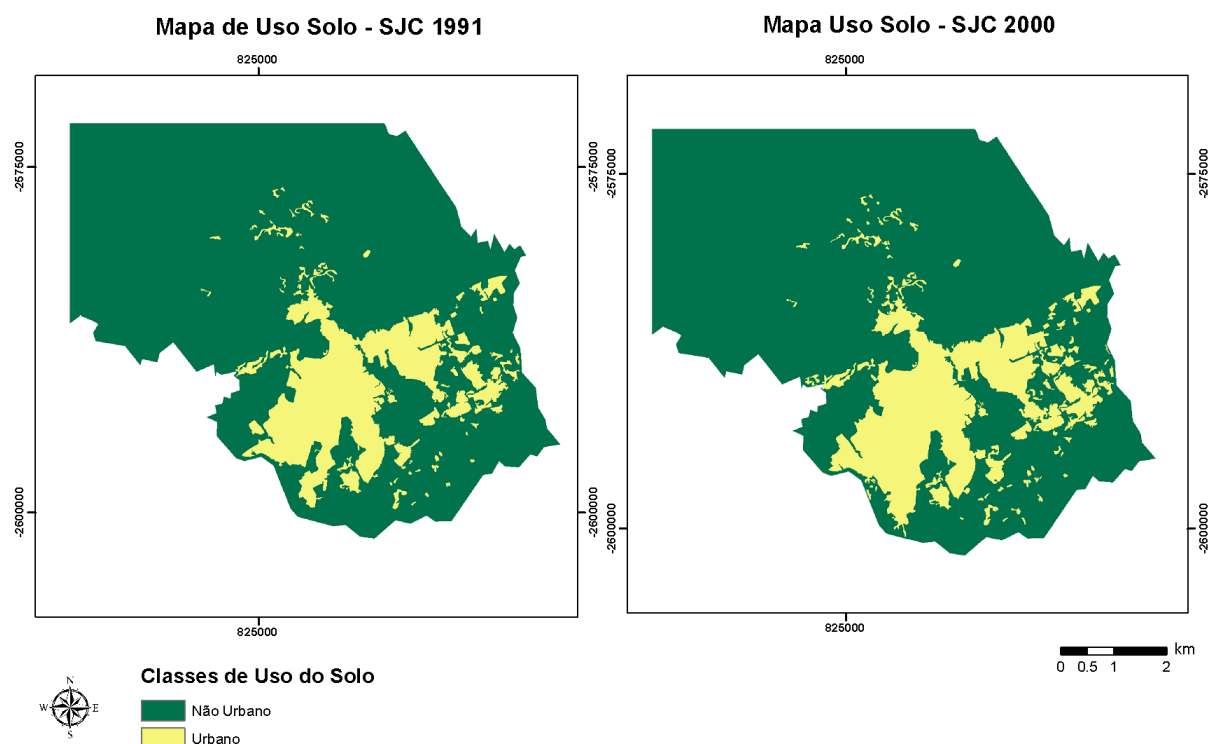 Mapa de Uso Solo - SJC 1991
Mapa Uso Solo - SJC 2000
825000
825000
-2575000
-2575000
-2575000
-2575000
-2600000
-2600000
-2600000
-2600000
825000
825000
km
0 0.5 1 2
Classes de Uso do Solo
N
W E
S
Não Urbano
Urbano